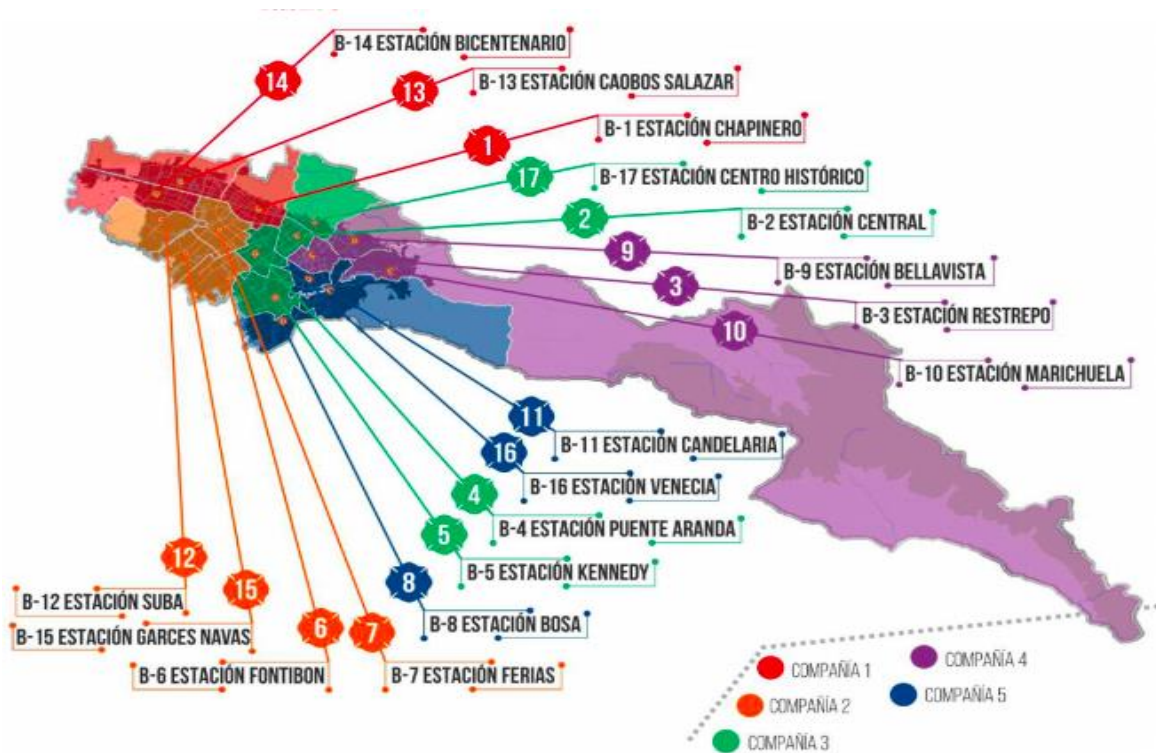 B-14 ESTACIÓN BICENTENARIO
14
B-13 ESTACIÓN CAOBOS SALAZAR
13
B-1 ESTACIÓN CHAPINERO
1
B-17 ESTACIÓN CENTRO HISTÓRICO
17
B-2 ESTACIÓN CENTRAL
2
B-9 ESTACIÓN BELLAVISTA
9
B-3 ESTACIÓN RESTREPO
3
B-10 ESTACIÓN MARICHUELA
10
B-11 ESTACIÓN CANDELARIA
11
B-16 ESTACIÓN VENECIA
16
B-4 ESTACIÓN PUENTE ARANDA
4
B-5 ESTACIÓN KENNEDY
5
B-8 ESTACIÓN BOSA
8
B-12 ESTACIÓN SUBA
12
B-15 ESTACIÓN GARCES NAVAS
15
B-6 ESTACIÓN FONTIBON
6
B-7 ESTACIÓN FERIAS
7
COMPAÑÍA 1
COMPAÑÍA 2
COMPAÑÍA 3
COMPAÑÍA 4
COMPAÑÍA 5